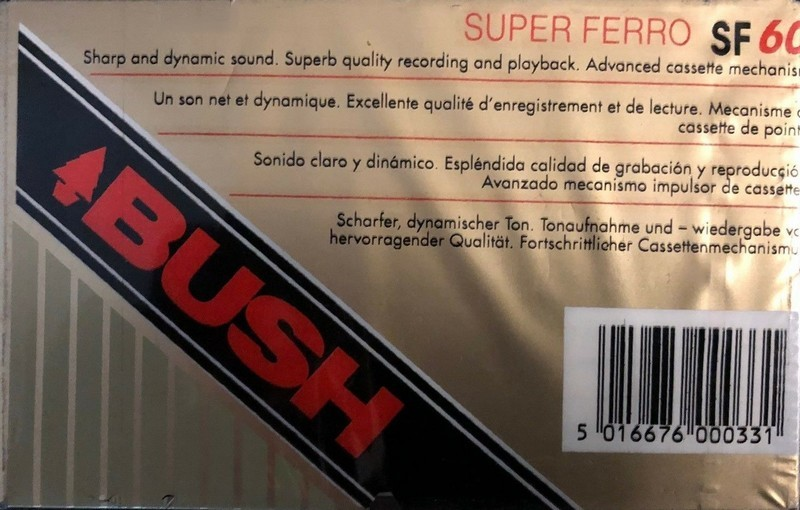 SUPER FERRO SF 60
Sharp and dynamic sound. Superb quality recording and playback. Advanced cassette mechanis
Un son net et dynamique. Excellente qualité d'enregistrement et de lecture. Mecanisme
cassette de point
Sonido claro y dinámico. Espléndida calidad de grabación y reproducció
Avanzado mecanismo impulsor de cassette
Scharfer, dynamischer Ton. Tonaufnahme und – wiedergabe vo
hervorragender Qualität. Fortschrittlicher Cassettenmechanismu
BUSH
5 016676 000331